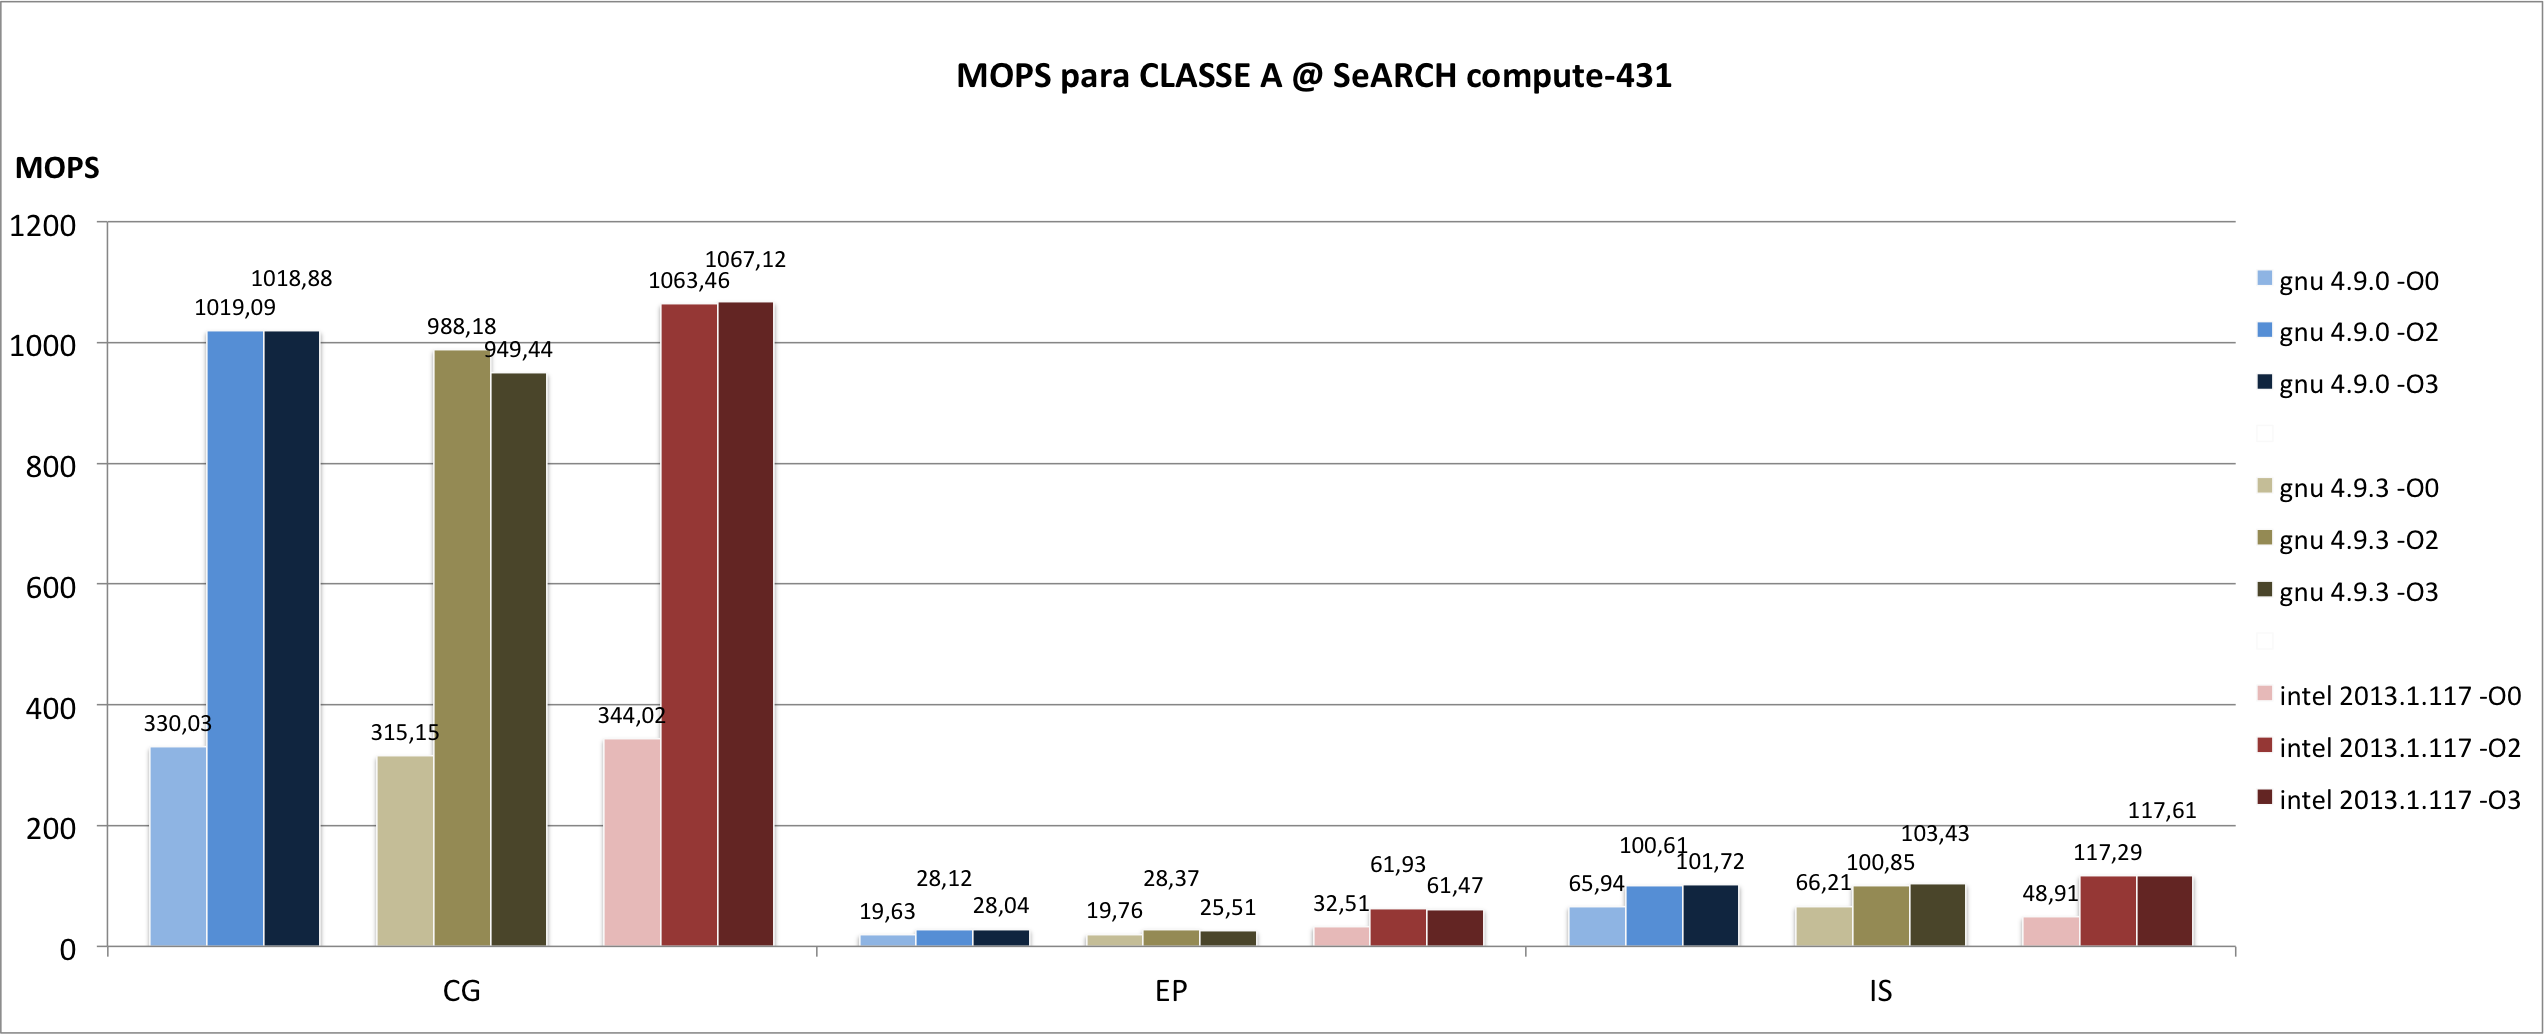 MOPS para CLASSE A @ SeARCH compute-431
MOPS
1200
1000
800
600
400
200
0
330,03
1019,09
1018,88
315,15
988,18
949,44
344,02
1063,46
1067,12
19,63
28,12
28,04
19,76
28,37
25,51
32,51
61,93
61,47
65,94
100,61
101,72
66,21
100,85
103,43
48,91
117,29
117,61
CG
EP
IS
gnu 4.9.0 -O0
gnu 4.9.0 -O2
gnu 4.9.0 -O3
gnu 4.9.3 -O0
gnu 4.9.3 -O2
gnu 4.9.3 -O3
intel 2013.1.117 -O0
intel 2013.1.117 -O2
intel 2013.1.117 -O3